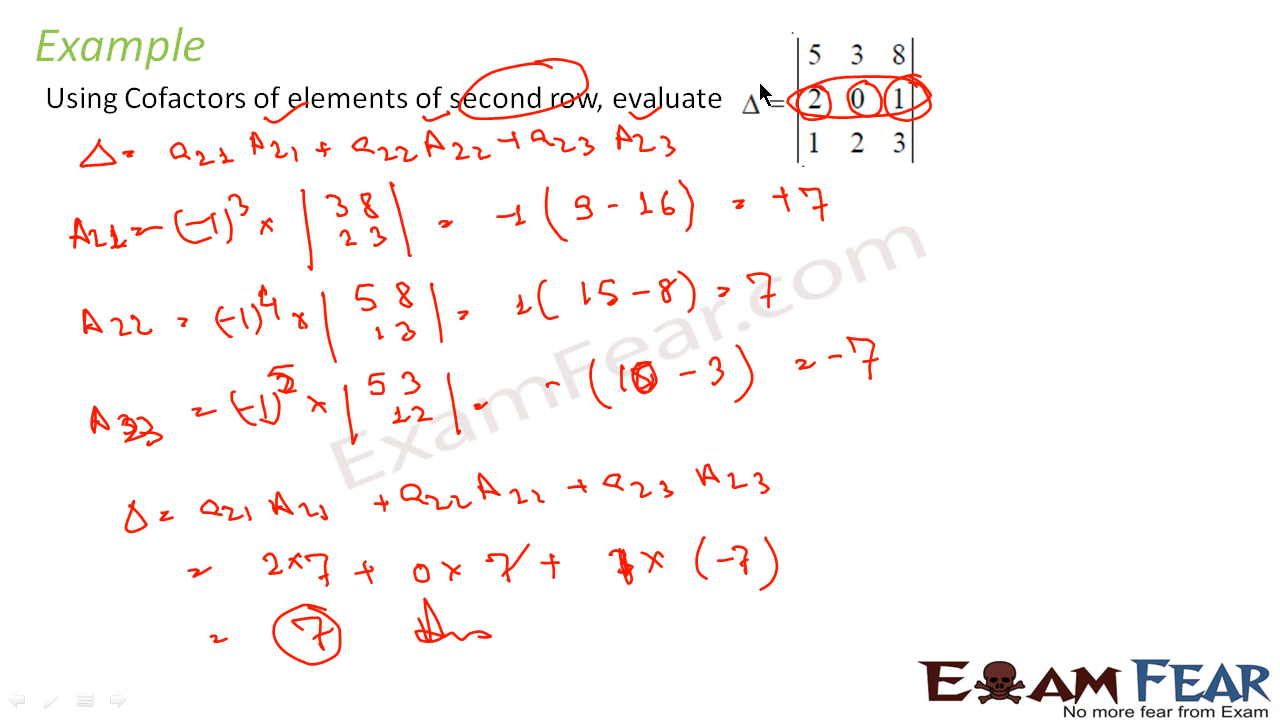 Example
Using Cofactors of elements of second row, evaluate Δ = | 5 3 8 |
| 2 0 1 |
| 1 2 3 |
Δ = a21 A21 + a22 A22 + a23 A23
A21 = (-1)^3 × | 3 8 | = -1 ( 9 - 16 ) = +7
| 2 3 |
A22 = (-1)^4 × | 5 8 | = 1 ( 15 - 8 ) = 7
| 1 3 |
A23 = (-1)^5 × | 5 3 | = - ( 10 - 3 ) = -7
| 1 2 |
Δ = a21 A21 + a22 A22 + a23 A23
= 2×7 + 0 × 7 + 1 × (-7)
= 7 Ans
ExamFear.com
EXAM FEAR
No more fear from Exam